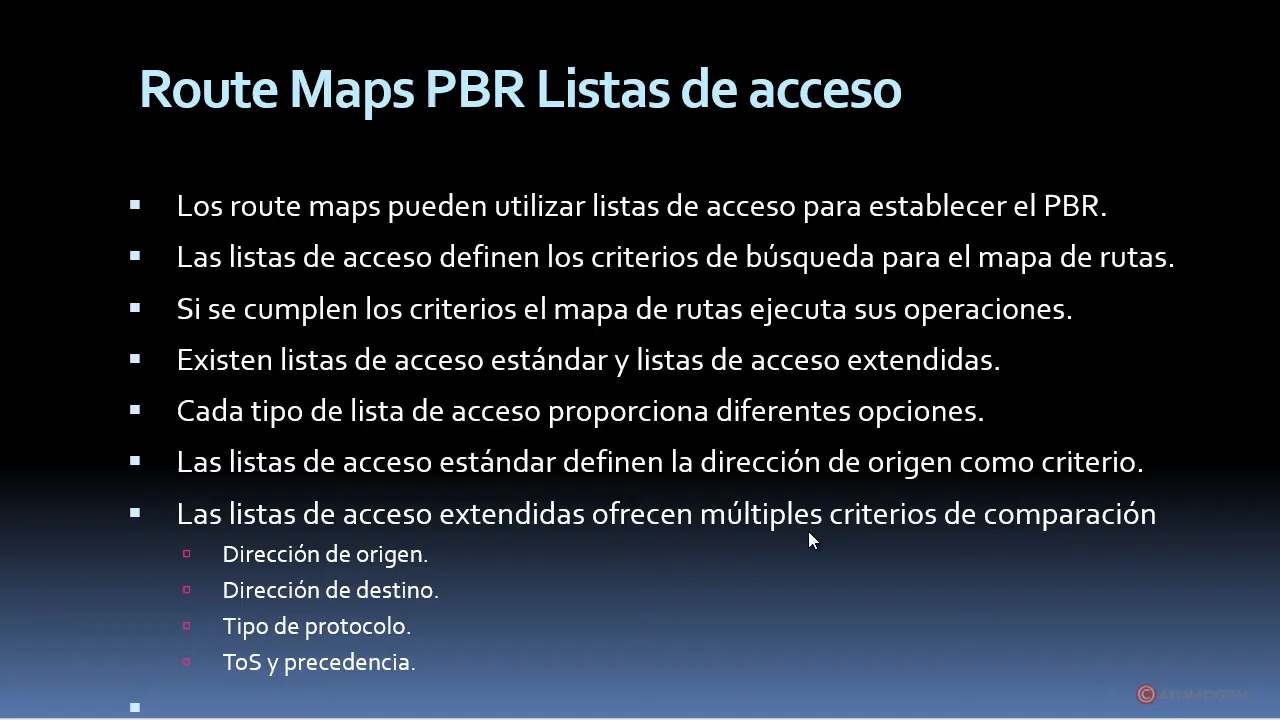 Route Maps PBR Listas de acceso
Los route maps pueden utilizar listas de acceso para establecer el PBR.
Las listas de acceso definen los criterios de búsqueda para el mapa de rutas.
Si se cumplen los criterios el mapa de rutas ejecuta sus operaciones.
Existen listas de acceso estándar y listas de acceso extendidas.
Cada tipo de lista de acceso proporciona diferentes opciones.
Las listas de acceso estándar definen la dirección de origen como criterio.
Las listas de acceso extendidas ofrecen múltiples criterios de comparación
Dirección de origen.
Dirección de destino.
Tipo de protocolo.
ToS y precedencia.
©